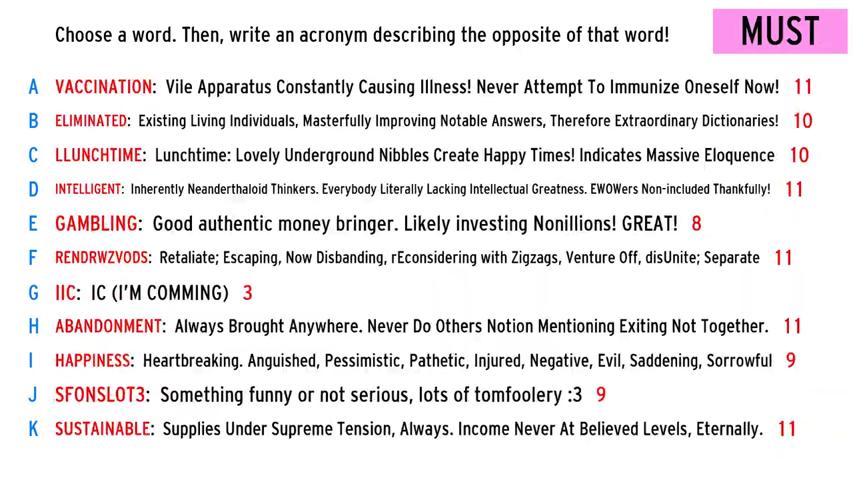 Choose a word. Then, write an acronym describing the opposite of that word!
MUST
A VACCINATION: Vile Apparatus Constantly Causing Illness! Never Attempt To Immunize Oneself Now! 11
B ELIMINATED: Existing Living Individuals, Masterfully Improving Notable Answers, Therefore Extraordinary Dictionaries! 10
C LLUNCHTIME: Lunchtime: Lovely Underground Nibbles Create Happy Times! Indicates Massive Eloquence 10
D INTELLIGENT: Inherently Neanderthaloid Thinkers. Everybody Literally Lacking Intellectual Greatness. EWOWers Non-included Thankfully! 11
E GAMBLING: Good authentic money bringer. Likely investing Nonillions! GREAT! 8
F RENDRWZVODS: Retaliate; Escaping, Now Disbanding, rEconsidering with Zigzags, Venture Off, disUnite; Separate 11
G IIC: IC (I'M COMMING) 3
H ABANDONMENT: Always Brought Anywhere. Never Do Others Notion Mentioning Exiting Not Together. 11
I HAPPINESS: Heartbreaking. Anguished, Pessimistic, Pathetic, Injured, Negative, Evil, Saddening, Sorrowful 9
J SFONSLOT3: Something funny or not serious, lots of tomfoolery :3 9
K SUSTAINABLE: Supplies Under Supreme Tension, Always. Income Never At Believed Levels, Eternally. 11